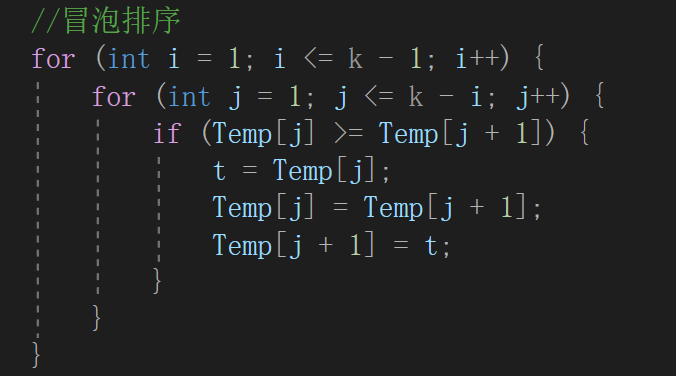 //冒泡排序
for (int i = 1; i <= k - 1; i++) {
for (int j = 1; j <= k - i; j++) {
if (Temp[j] >= Temp[j + 1]) {
t = Temp[j];
Temp[j] = Temp[j + 1];
Temp[j + 1] = t;
}
}
}